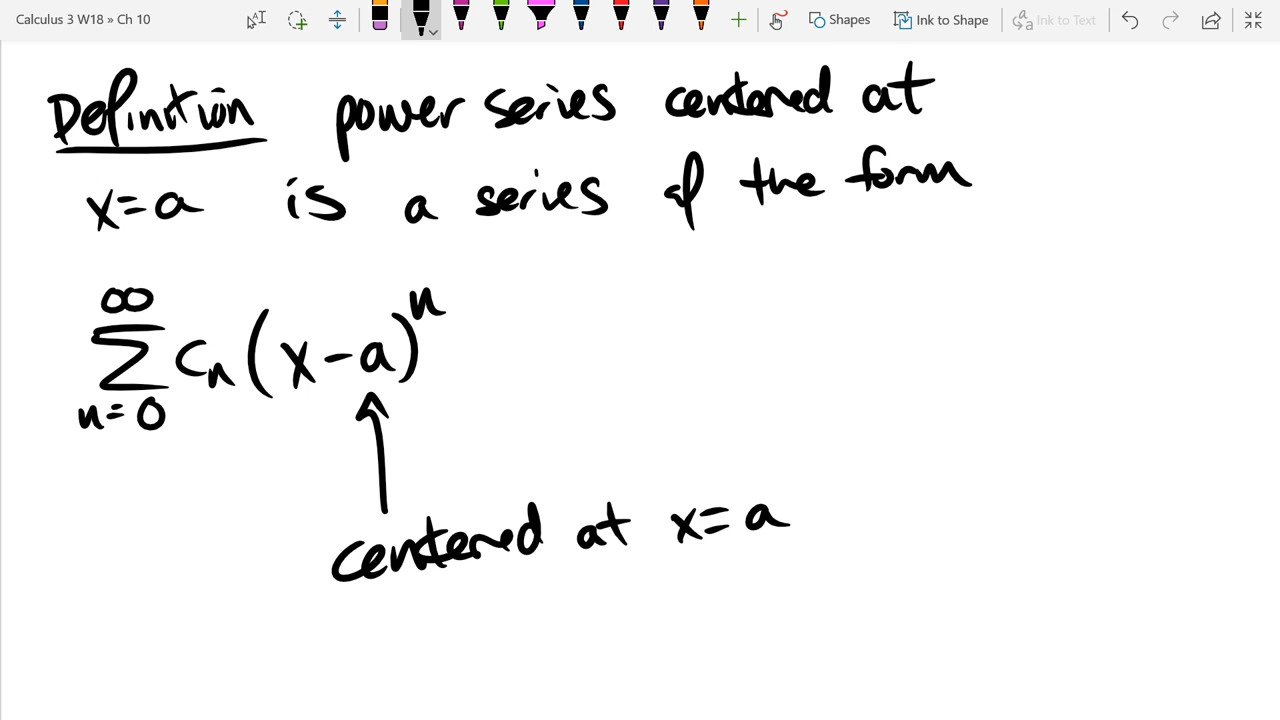 Calculus 3 W18 » Ch 10
Shapes
Ink to Shape
Ink to Text
Definition power series centered at
x=a is a series of the form
∞
∑ cₙ(x-a)ⁿ
n=0
centered at x=a